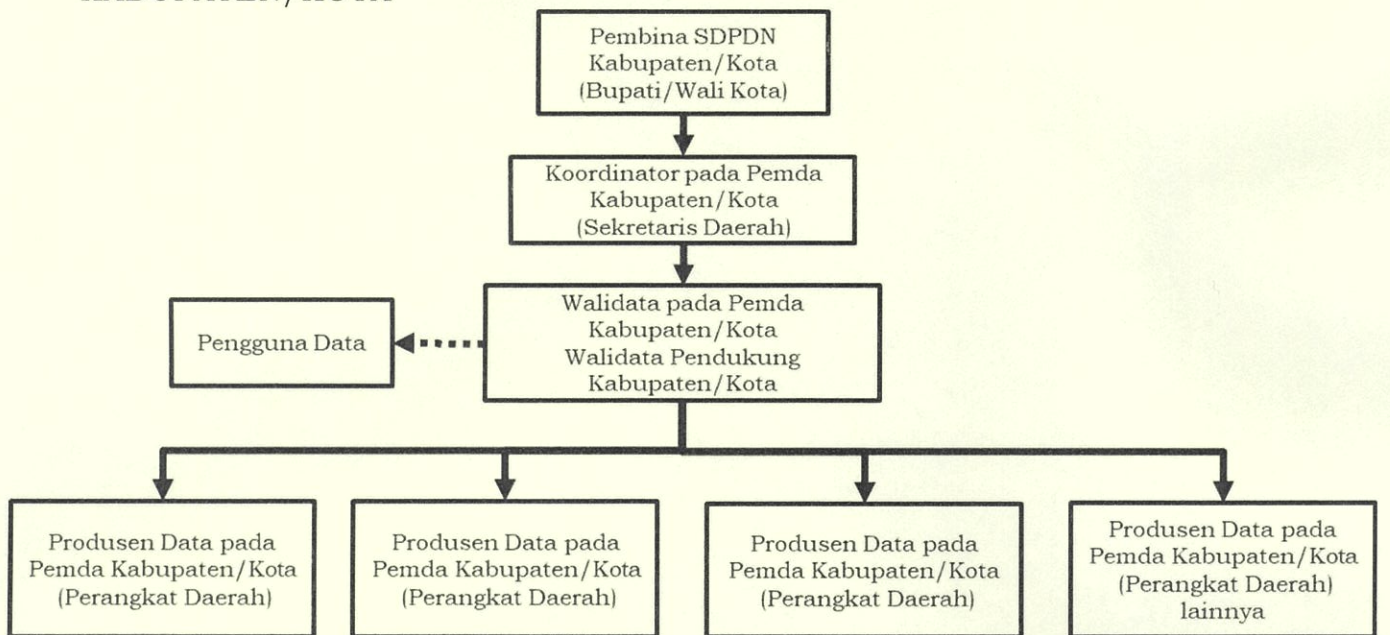 KABUPATEN/KOTA
Pembina SDPDN
Kabupaten/Kota
(Bupati/Wali Kota)
Koordinator pada Pemda
Kabupaten/Kota
(Sekretaris Daerah)
Walidata pada Pemda
Kabupaten/Kota
Walidata Pendukung
Kabupaten/Kota
Pengguna Data
Produsen Data pada
Pemda Kabupaten/Kota
(Perangkat Daerah)
Produsen Data pada
Pemda Kabupaten/Kota
(Perangkat Daerah)
Produsen Data pada
Pemda Kabupaten/Kota
(Perangkat Daerah)
Produsen Data pada
Pemda Kabupaten/Kota
(Perangkat Daerah)
lainnya